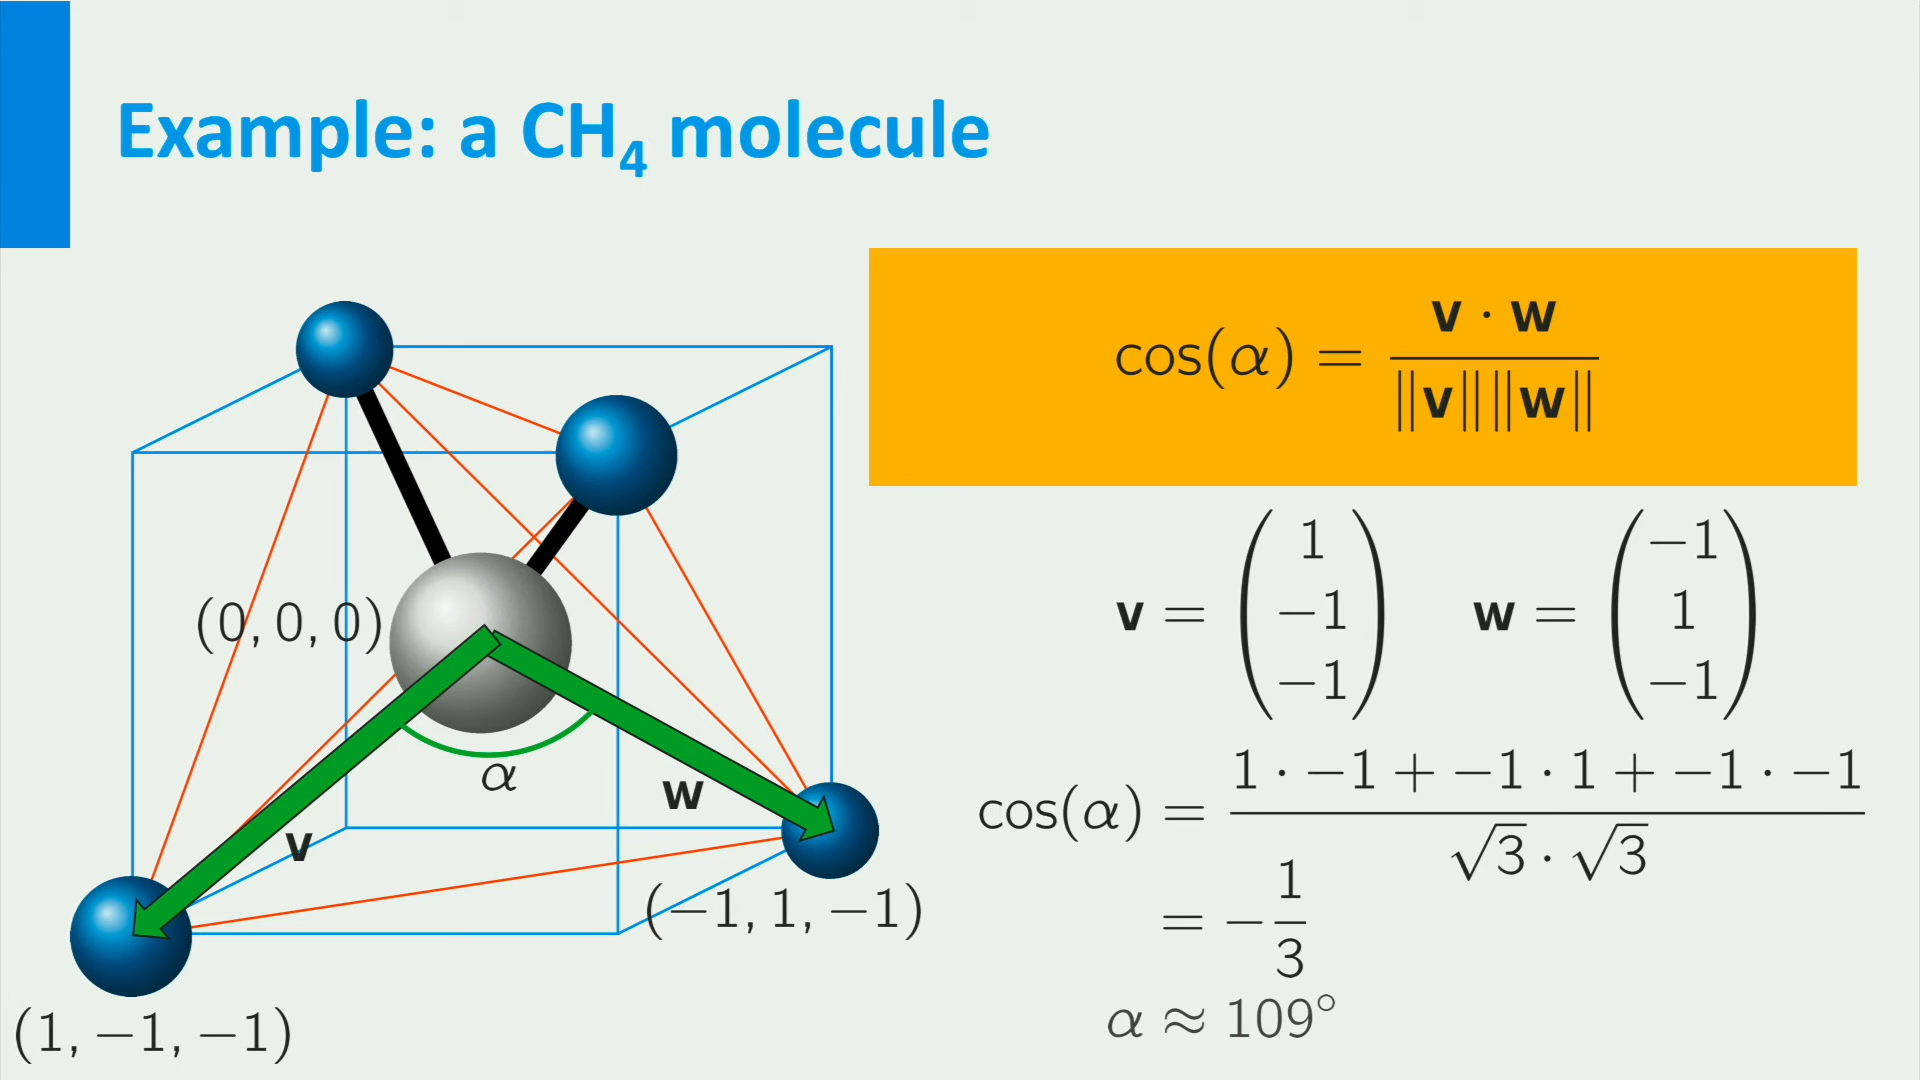 Example: a CH₄ molecule
cos(α) = v · w / ‖v‖ ‖w‖
(0, 0, 0)
v = (1 −1 −1) w = (−1 1 −1)
α
w
v
cos(α) = 1 · −1 + −1 · 1 + −1 · −1 / √3 · √3
= − 1/3
(−1, 1, −1)
(1, −1, −1)
α ≈ 109°